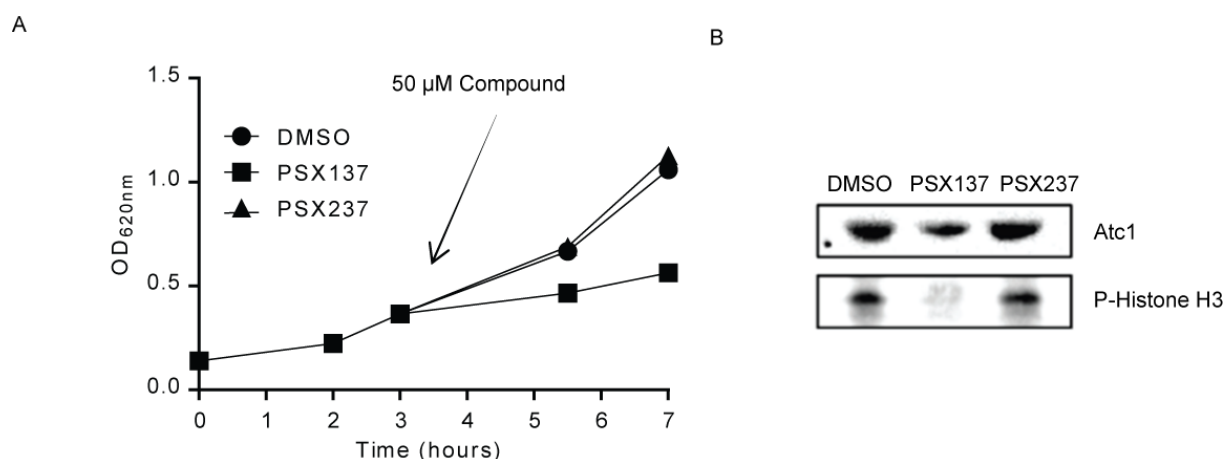 A
B
50 µM Compound
1.5
DMSO
PSX137
PSX237
1.0
OD620nm
0.5
0.0
0 1 2 3 4 5 6 7
Time (hours)
DMSO PSX137 PSX237
Atc1
P-Histone H3